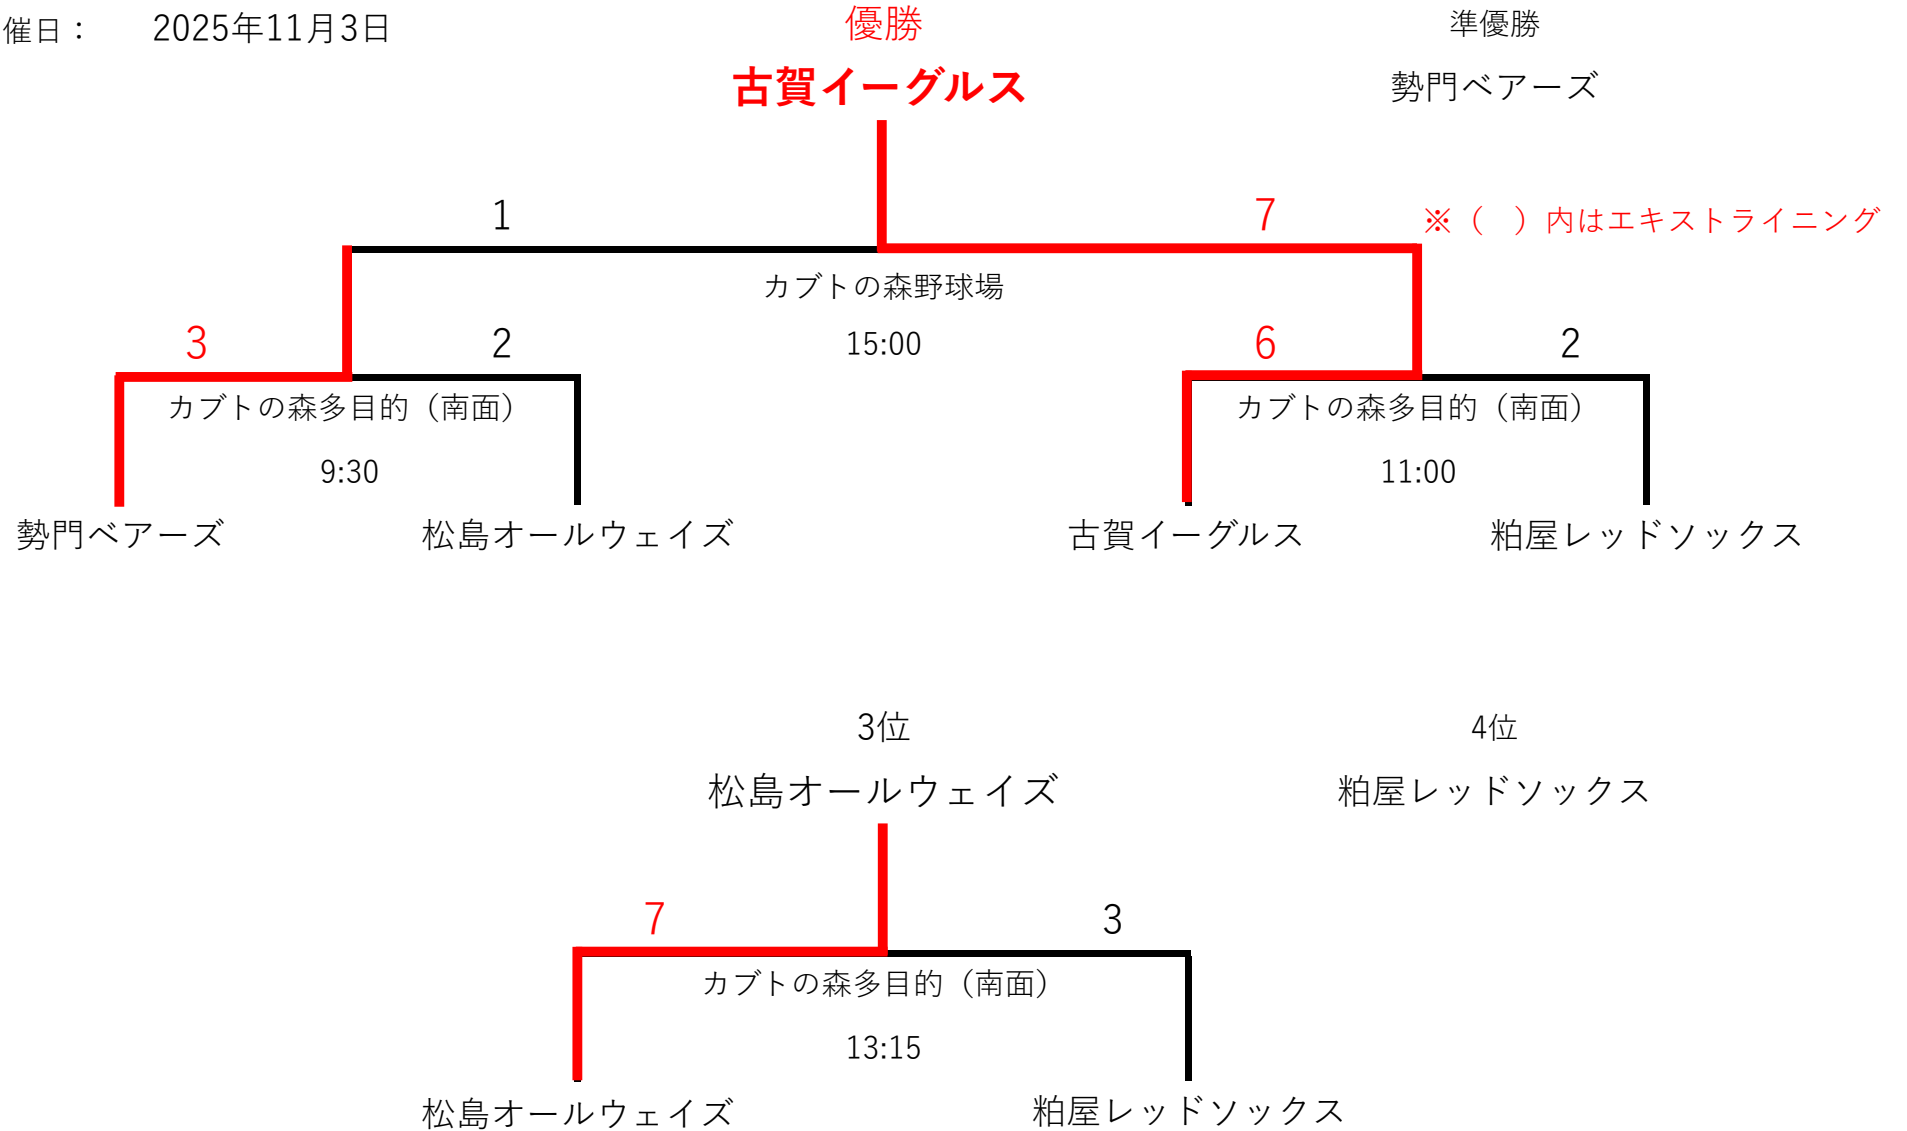 催日： 2025年11月3日 優勝 準優勝
古賀イーグルス 勢門ベアーズ
1 7 ※（ ）内はエキストライニング
カブトの森野球場
3 2 15:00 6 2
カブトの森多目的（南面） カブトの森多目的（南面）
9:30 11:00
勢門ベアーズ 松島オールウェイズ 古賀イーグルス 粕屋レッドソックス
3位 4位
松島オールウェイズ 粕屋レッドソックス
7 3
カブトの森多目的（南面）
13:15
松島オールウェイズ 粕屋レッドソックス